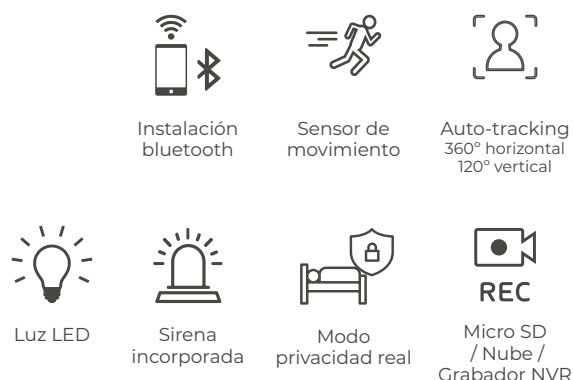 Instalación
bluetooth
Sensor de
movimiento
Auto-tracking
360º horizontal
120º vertical
Luz LED
Sirena
incorporada
Modo
privacidad real
REC
Micro SD
/ Nube /
Grabador NVR